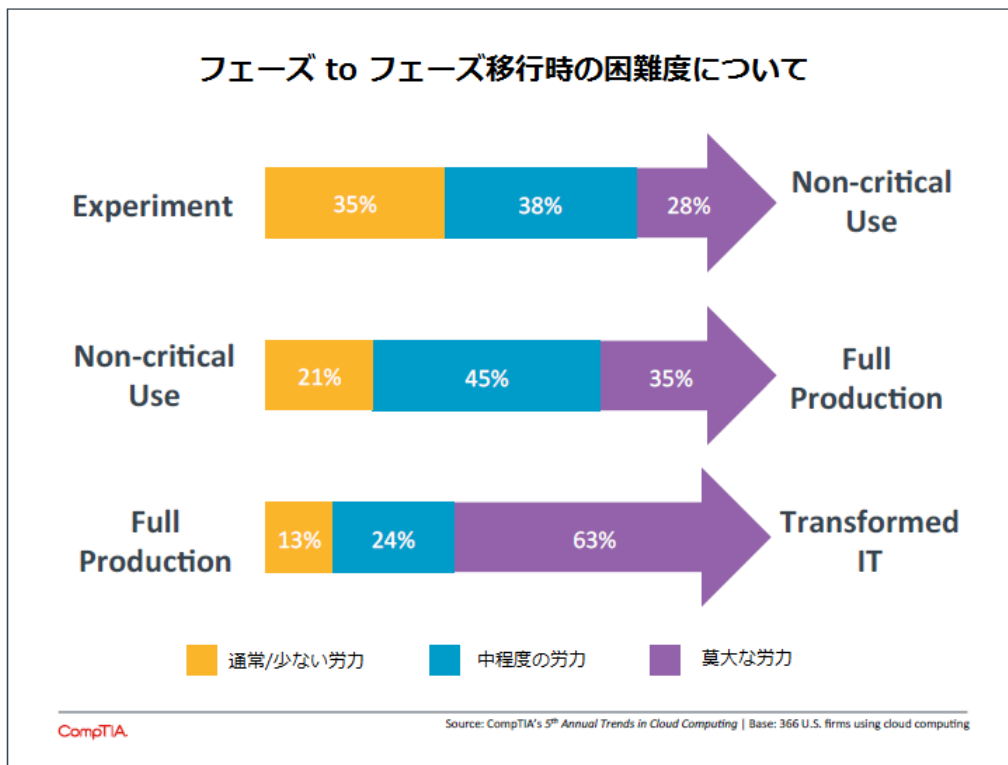 フェーズ to フェーズ移行時の困難度について
Experiment
35%
38%
28%
Non-critical
Use
Non-critical
Use
21%
45%
35%
Full
Production
Full
Production
13%
24%
63%
Transformed
IT
通常/少ない労力
中程度の労力
莫大な労力
CompTIA.
Source: CompTIA's 5th Annual Trends in Cloud Computing | Base: 366 U.S. firms using cloud computing